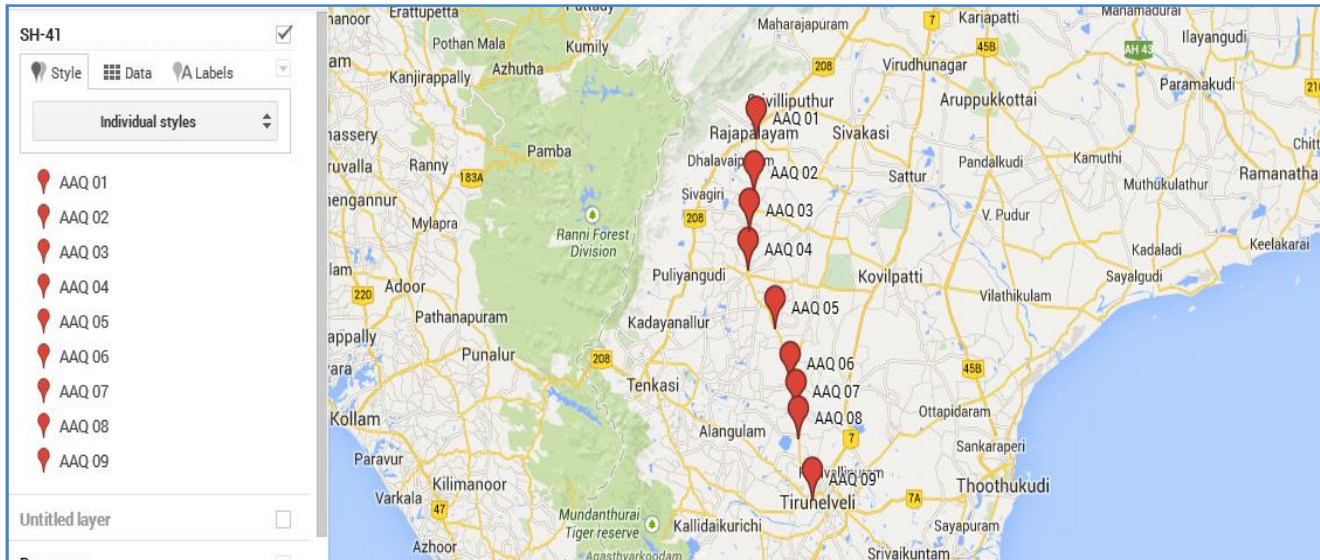 SH-41
Style
Data
Labels
Individual styles
AAQ 01
AAQ 02
AAQ 03
AAQ 04
AAQ 05
AAQ 06
AAQ 07
AAQ 08
AAQ 09
Untitled layer
Erattupetta
Maharajapuram
7
Kariapatti
Manamadurai
Ilayangudi
Pothan Mala
Kumily
45B
AH 43
Kanjirappally
Azhutha
208
Virudhunagar
Paramakudi
Aruppukkottai
AAQ 01
Rajapalayam
Sivakasi
Pamba
Ranny
183A
AAQ 02
Sattur
Pandalkudi
Kamuthi
Muthukulathur
Sivagiri
Mylapra
208
AAQ 03
V. Pudur
Ranni Forest
Division
AAQ 04
Kadaladi
Keelakarai
Puliyangudi
Kovilpatti
Sayalgudi
220
Adoor
Vilathikulam
AAQ 05
Pathanapuram
Kadayanallur
Punalur
208
AAQ 06
45B
Tenkasi
AAQ 07
Kollam
AAQ 08
Ottapidaram
Alangulam
7
Sankaraperi
Paravur
AAQ 09
Thoothukudi
Kilimanoor
Varkala
47
Tirunelveli
7A
Mundanthurai
Tiger reserve
Kallidaikurichi
Sayapuram
Azhoor
Srivaikuntam